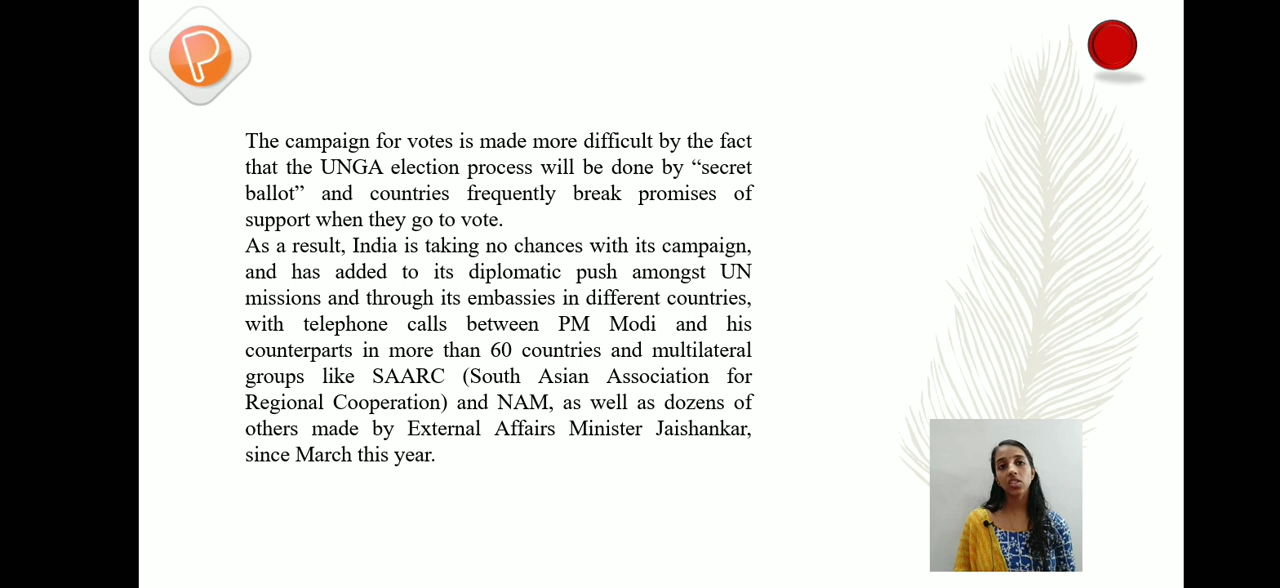 P
The campaign for votes is made more difficult by the fact
that the UNGA election process will be done by “secret
ballot” and countries frequently break promises of
support when they go to vote.
As a result, India is taking no chances with its campaign,
and has added to its diplomatic push amongst UN
missions and through its embassies in different countries,
with telephone calls between PM Modi and his
counterparts in more than 60 countries and multilateral
groups like SAARC (South Asian Association for
Regional Cooperation) and NAM, as well as dozens of
others made by External Affairs Minister Jaishankar,
since March this year.